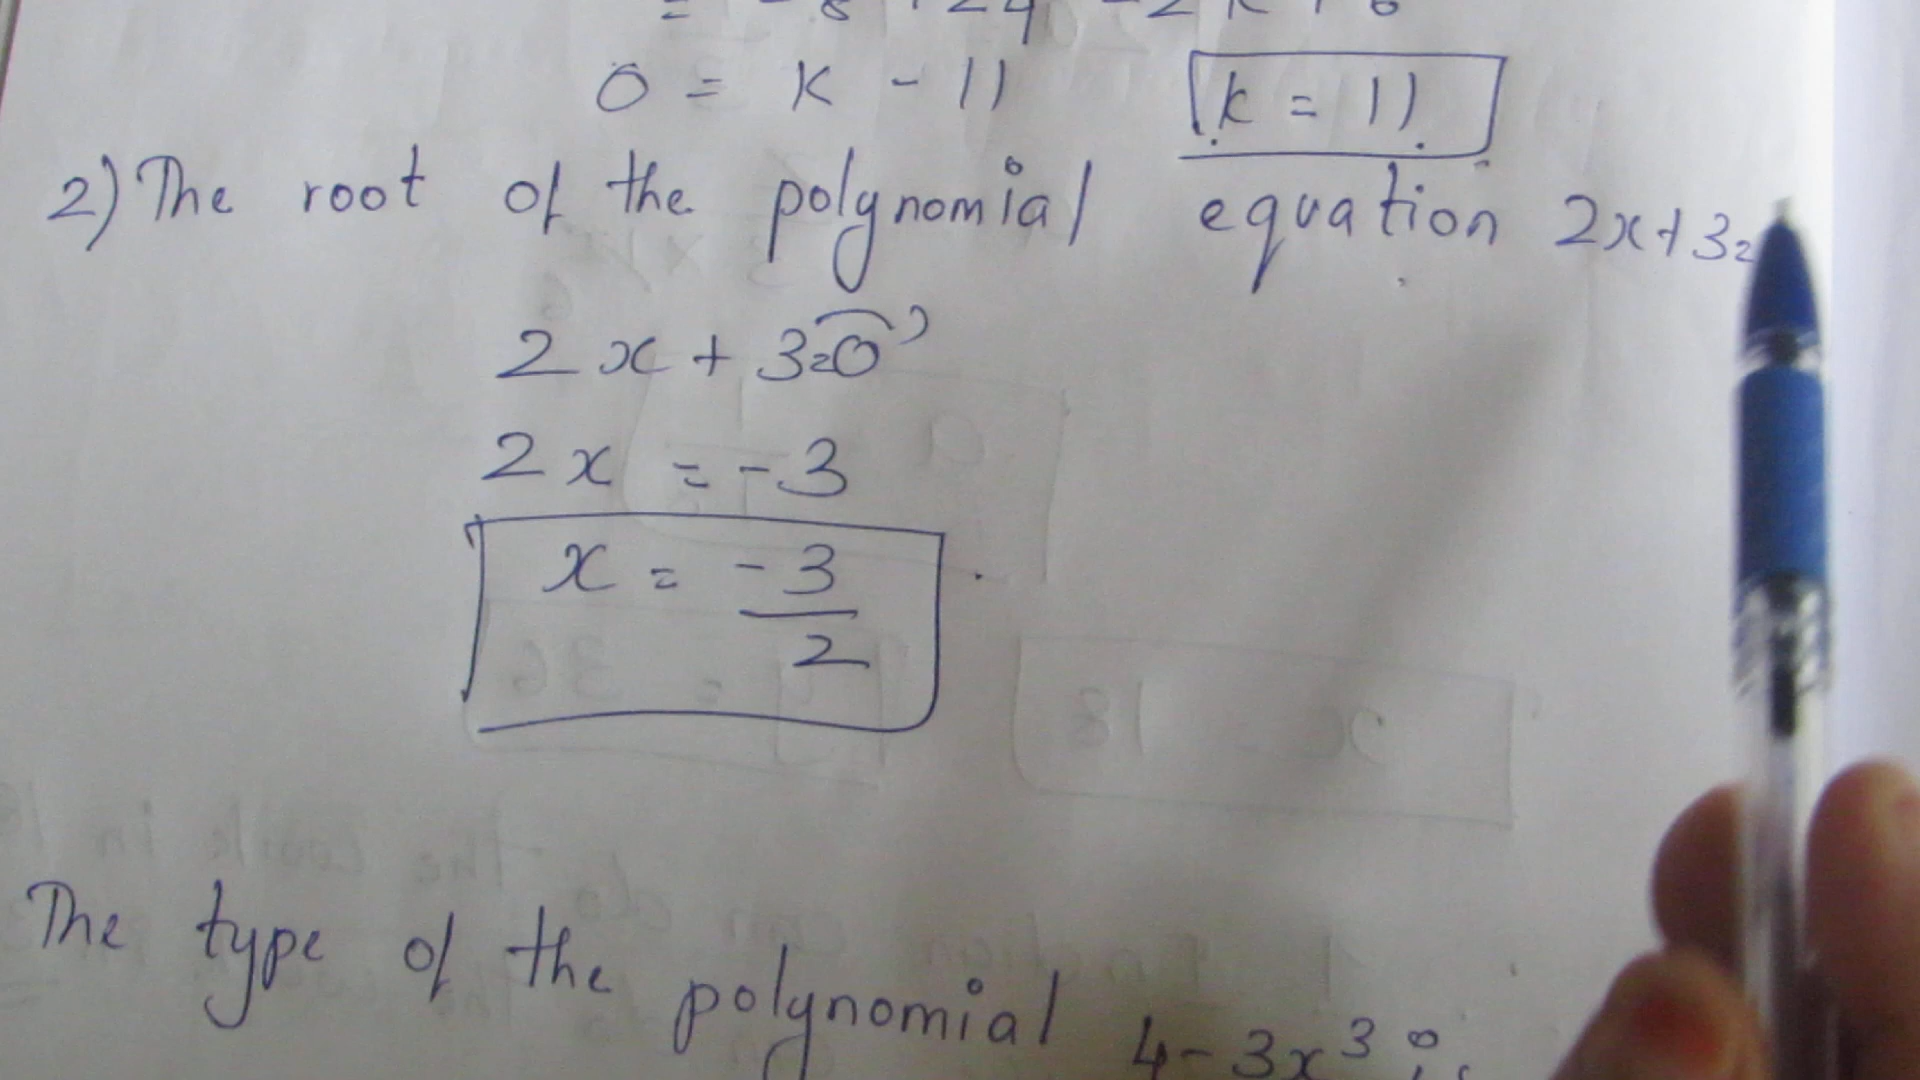 0 = k - 11 k = 11
2) The root of the polynomial equation 2x+3=
2x + 3=0
2x = -3
x = -3
2
The type of the polynomial 4-3x³ is